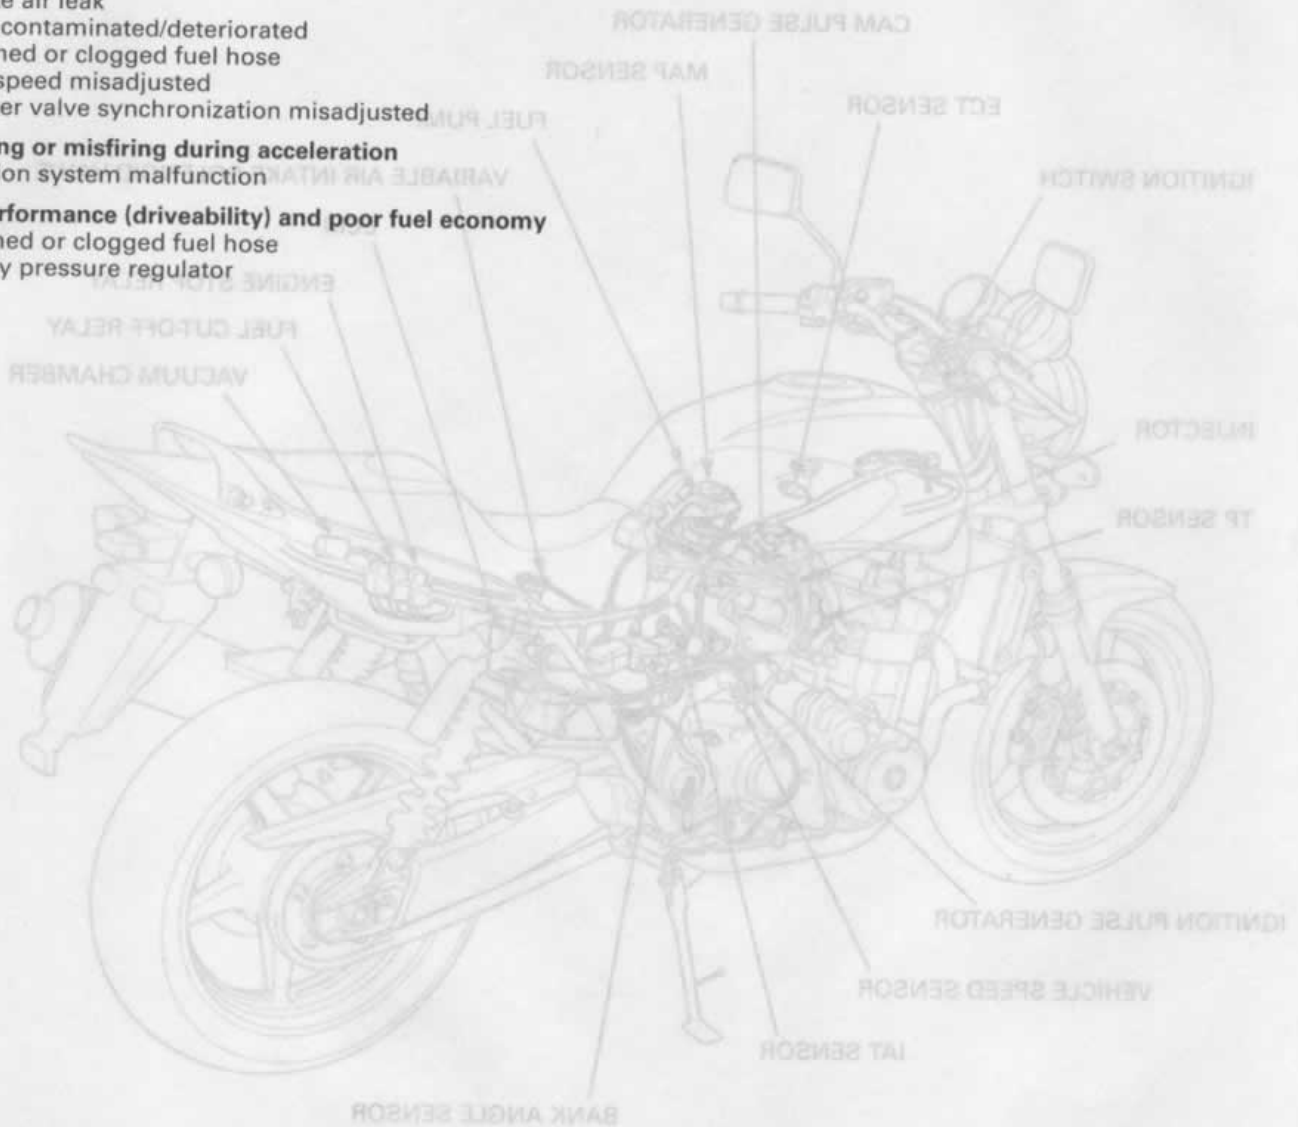 e air leak
contaminated/deteriorated
ned or clogged fuel hose
speed misadjusted
er valve synchronization misadjusted
ng or misfiring during acceleration
on system malfunction
rformance (driveability) and poor fuel economy
ned or clogged fuel hose
y pressure regulator
CAM PULSE GENERATOR
MAP SENSOR
ECT SENSOR
FUEL PUMP
IGNITION SWITCH
VARIABLE AIR INTAKE
ENGINE STOP RELAY
FUEL CUT-OFF RELAY
VACUUM CHAMBER
INJECTOR
TP SENSOR
IGNITION PULSE GENERATOR
VEHICLE SPEED SENSOR
IAT SENSOR
BANK ANGLE SENSOR